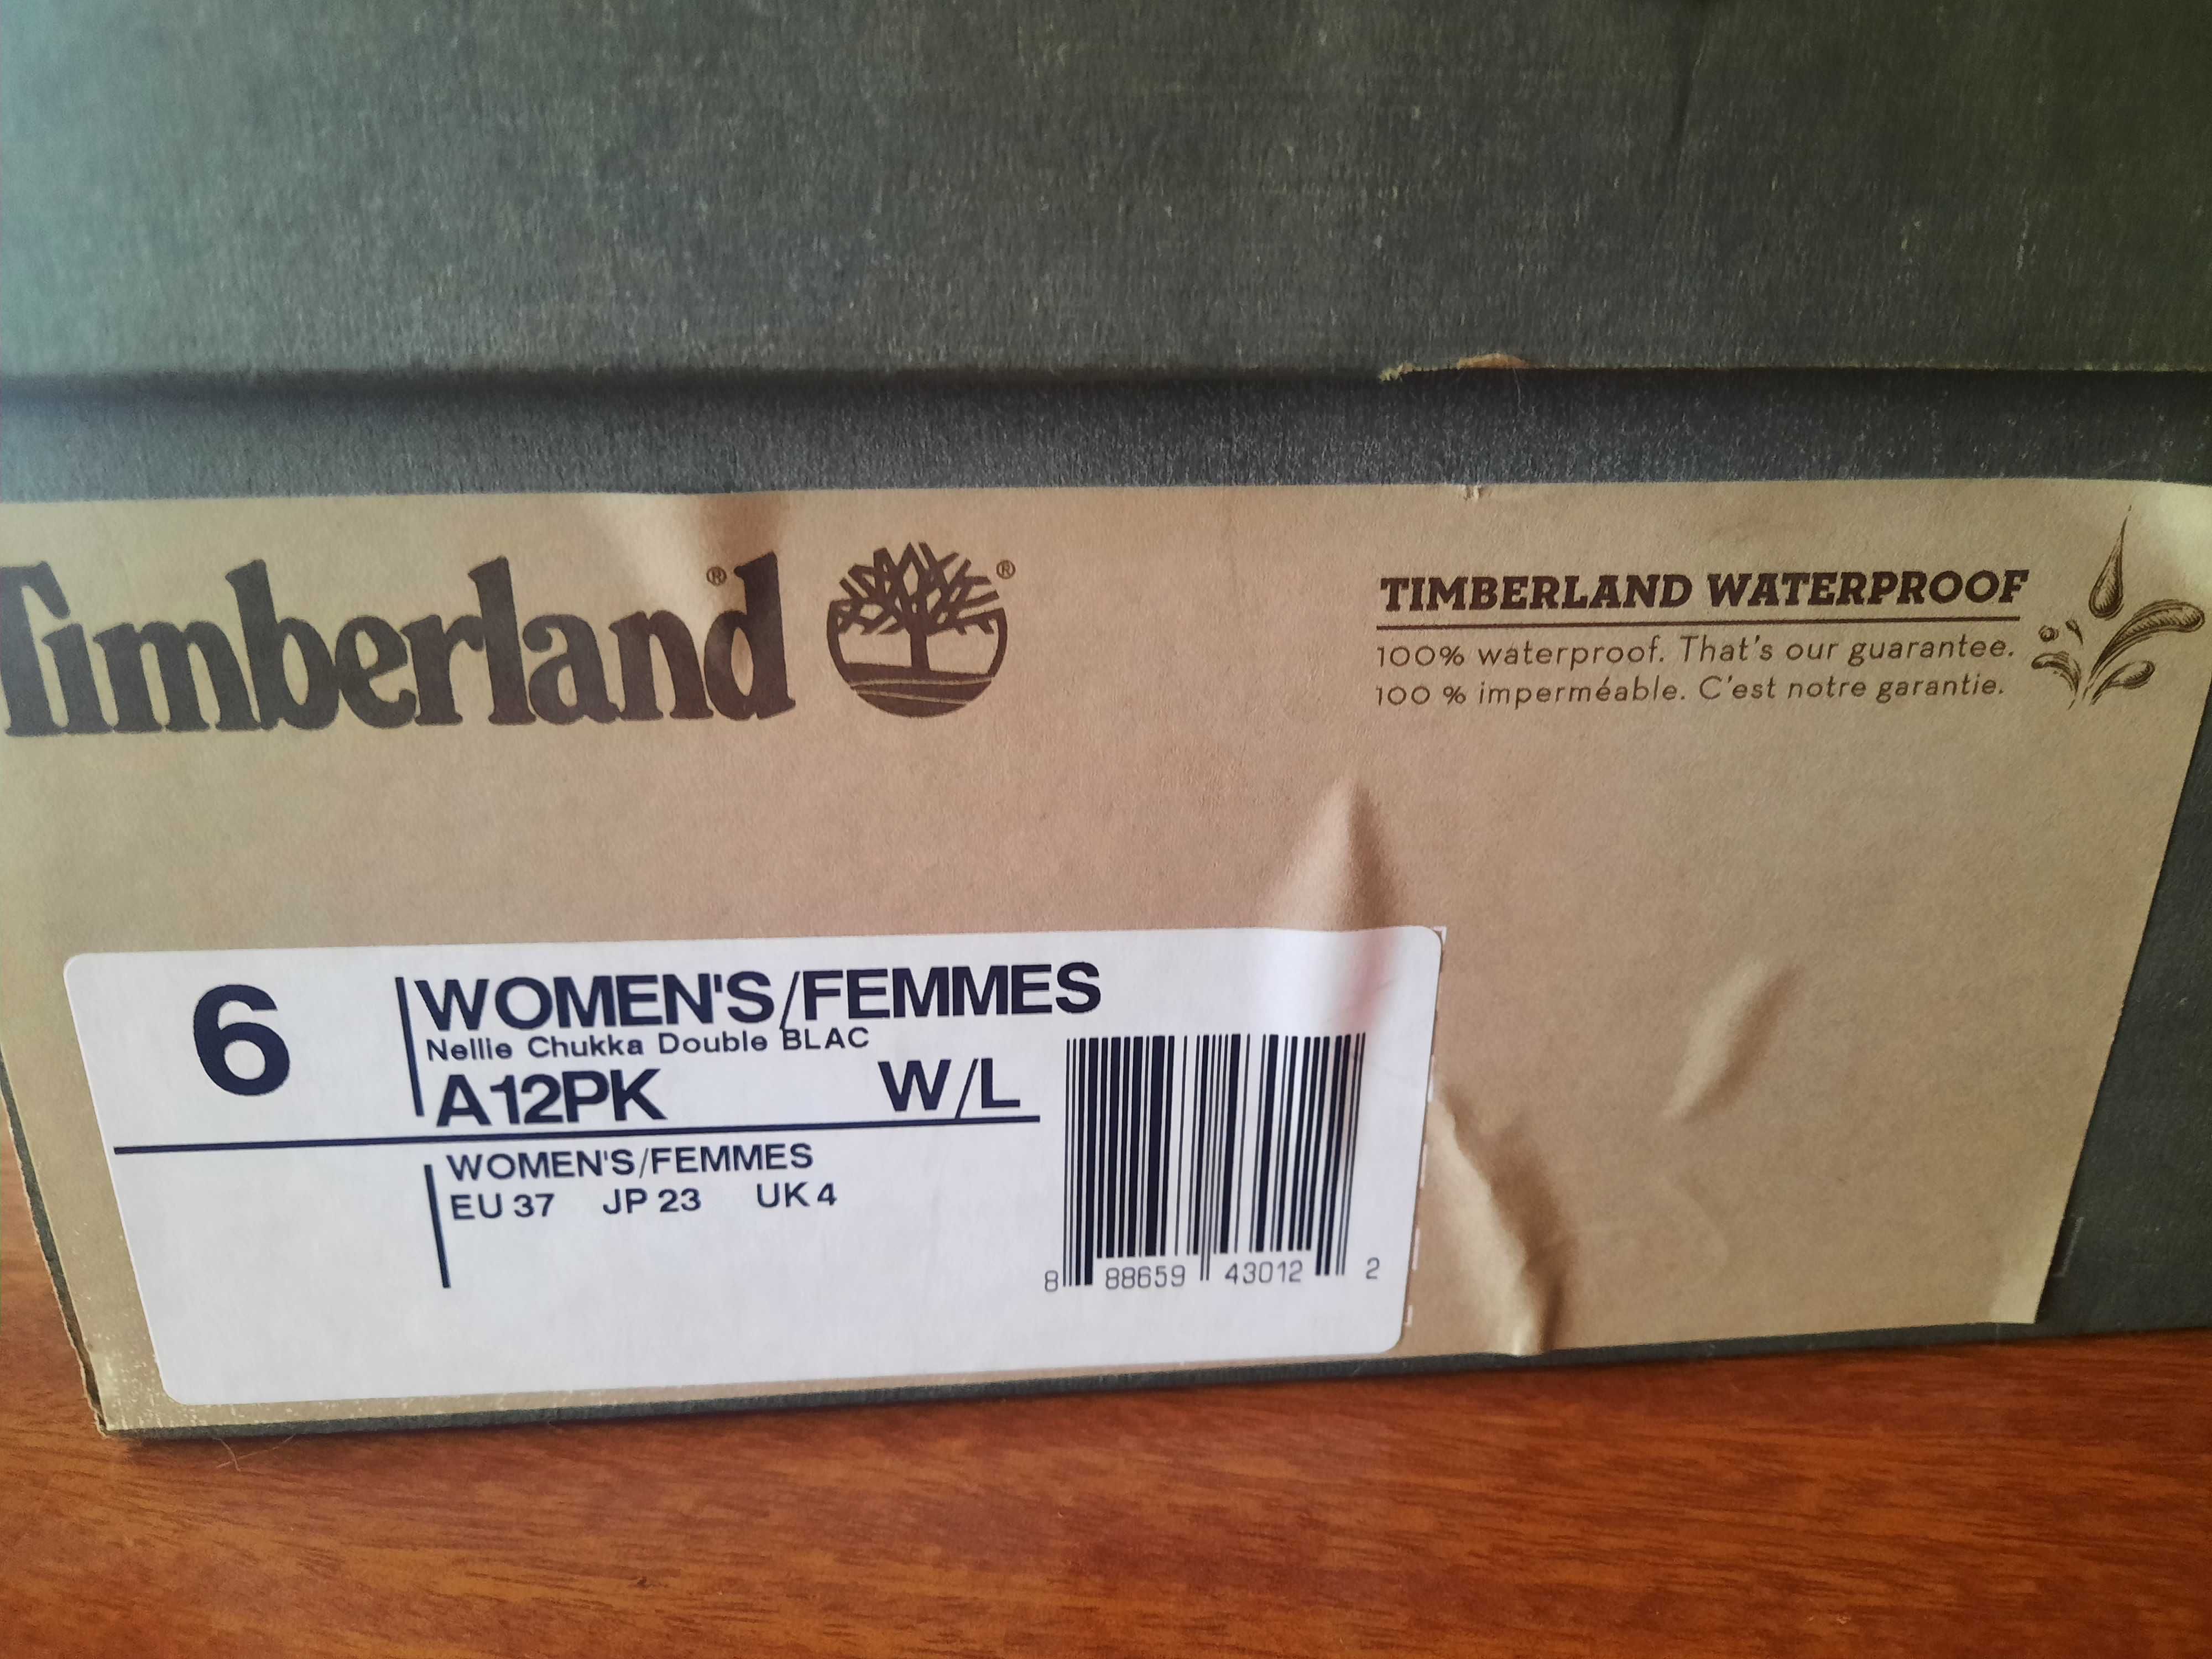 Timberland®
®
TIMBERLAND WATERPROOF
100% waterproof. That's our guarantee.
100 % imperméable. C'est notre garantie.
6
WOMEN'S/FEMMES
Nellie Chukka Double BLAC
A12PK W/L
WOMEN'S/FEMMES
EU 37 JP 23 UK 4
8 88659 43012 2